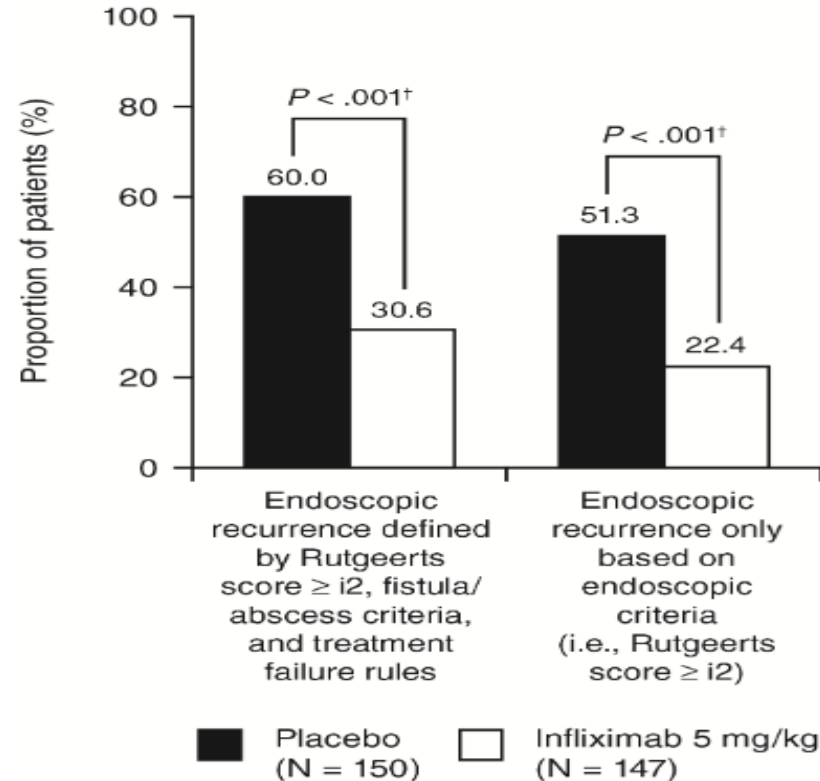 Proportion of patients (%)
100
80
60
40
20
0
P < .001†
60.0
30.6
P < .001†
51.3
22.4
Endoscopic
recurrence defined
by Rutgeerts
score ≥ i2, fistula/
abscess criteria,
and treatment
failure rules
Endoscopic
recurrence only
based on
endoscopic
criteria
(i.e., Rutgeerts
score ≥ i2)
Placebo
(N = 150)
Infliximab 5 mg/kg
(N = 147)